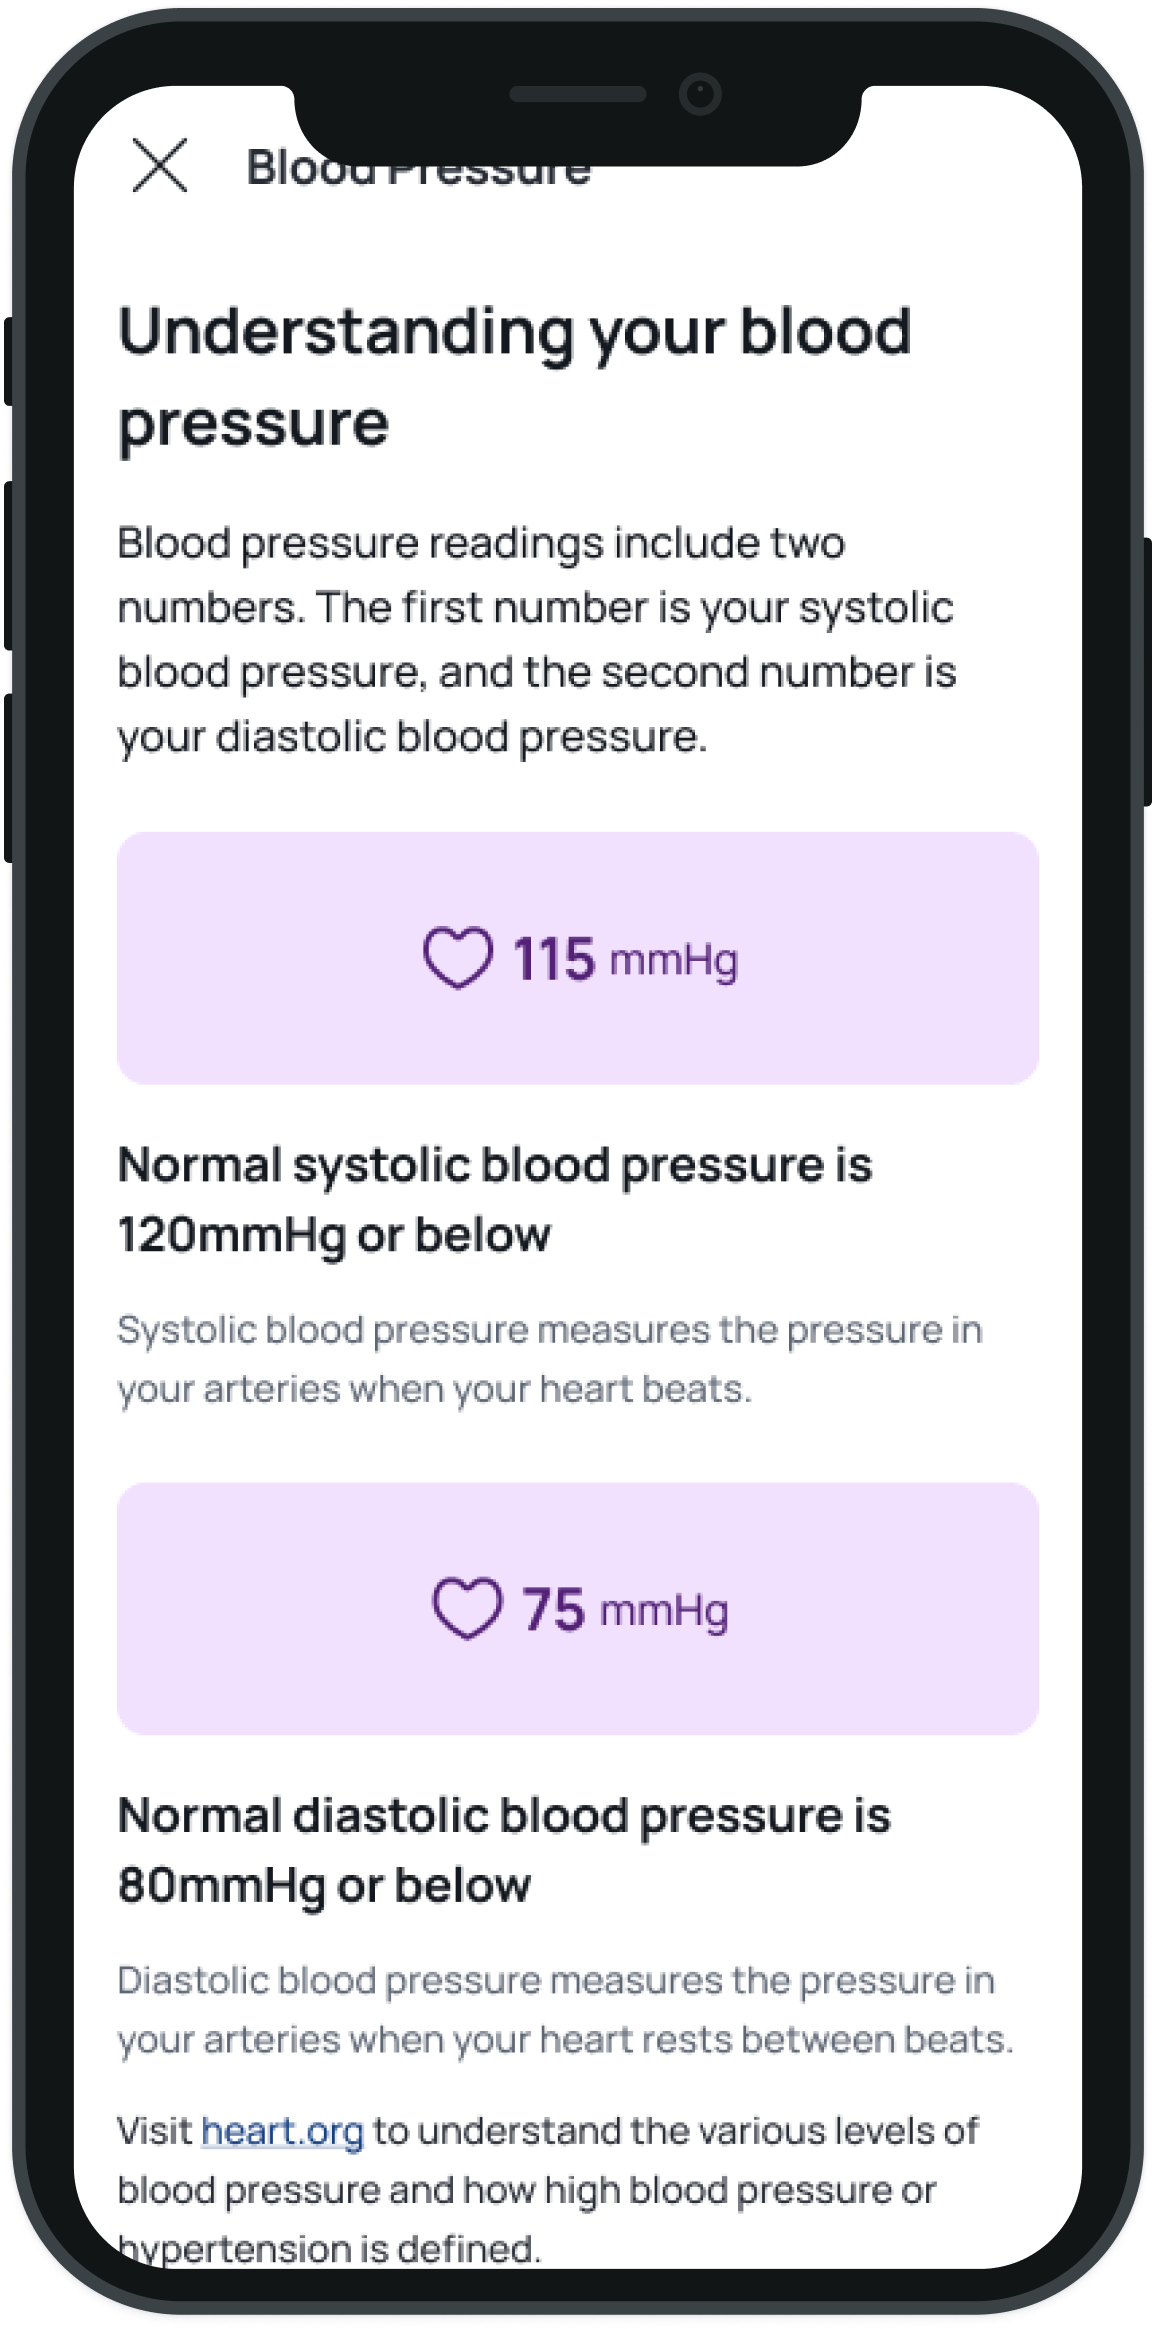 Blood Pressure
Understanding your blood
pressure
Blood pressure readings include two
numbers. The first number is your systolic
blood pressure, and the second number is
your diastolic blood pressure.
115 mmHg
Normal systolic blood pressure is
120mmHg or below
Systolic blood pressure measures the pressure in
your arteries when your heart beats.
75 mmHg
Normal diastolic blood pressure is
80mmHg or below
Diastolic blood pressure measures the pressure in
your arteries when your heart rests between beats.
Visit heart.org to understand the various levels of
blood pressure and how high blood pressure or
hypertension is defined.